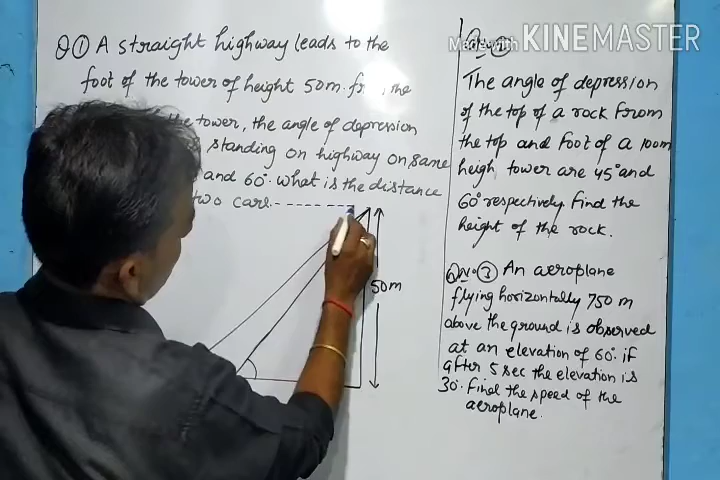 Q ① A straight highway leads to the
foot of the tower of height 50m. the
the tower, the angle of depression
standing on highway on same
and 60°. What is the distance
two cars.
50m
Made with KINEMASTER
The angle of depression
of the top of a rock From
the top and foot of a 100m
heigh tower are 45° and
60° respectively find the
height of the rock.
Q.No. ③ An aeroplane
flying horizontally 750 m
above the ground is observed
at an elevation of 60°. if
after 5 sec the elevation is
30°. find the speed of the
aeroplane.